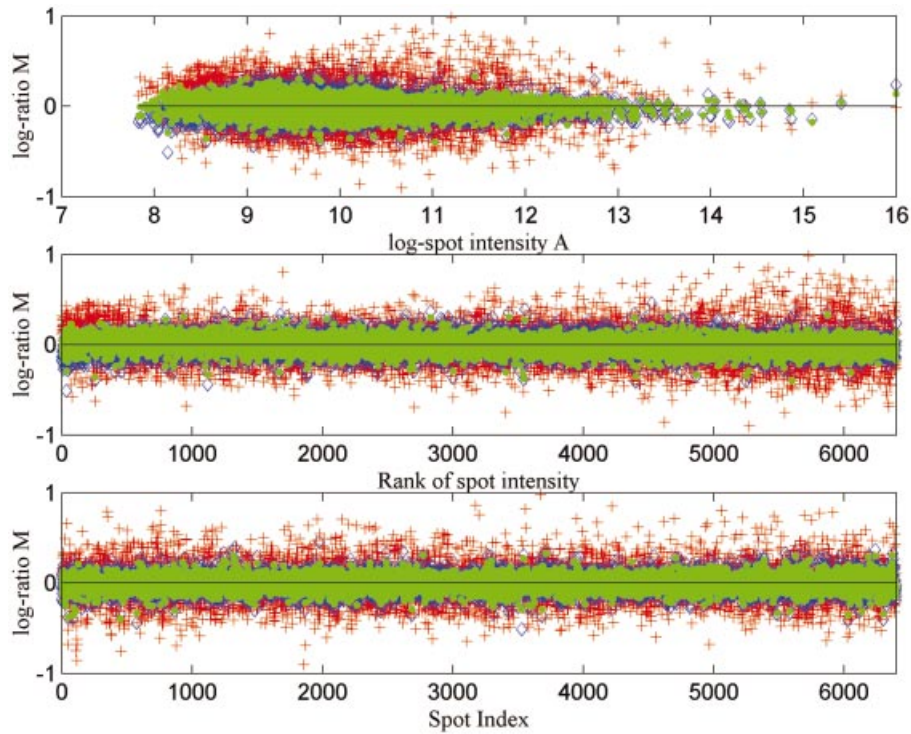 1
log-ratio M
0
-1
7 8 9 10 11 12 13 14 15 16
log-spot intensity A
1
log-ratio M
0
-1
0 1000 2000 3000 4000 5000 6000
Rank of spot intensity
1
log-ratio M
0
-1
0 1000 2000 3000 4000 5000 6000
Spot Index